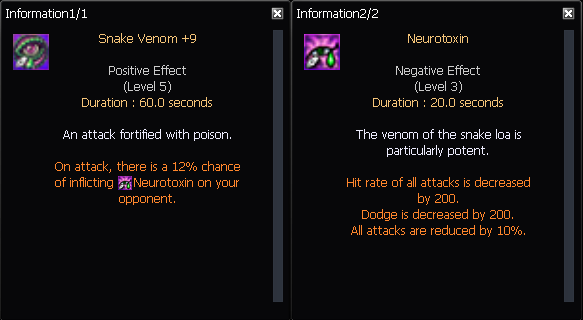 Information1/1
Snake Venom +9
Positive Effect
(Level 5)
Duration : 60.0 seconds
An attack fortified with poison.
On attack, there is a 12% chance
of inflicting Neurotoxin on your
opponent.
Information2/2
Neurotoxin
Negative Effect
(Level 3)
Duration : 20.0 seconds
The venom of the snake loa is
particularly potent.
Hit rate of all attacks is decreased
by 200.
Dodge is decreased by 200.
All attacks are reduced by 10%.